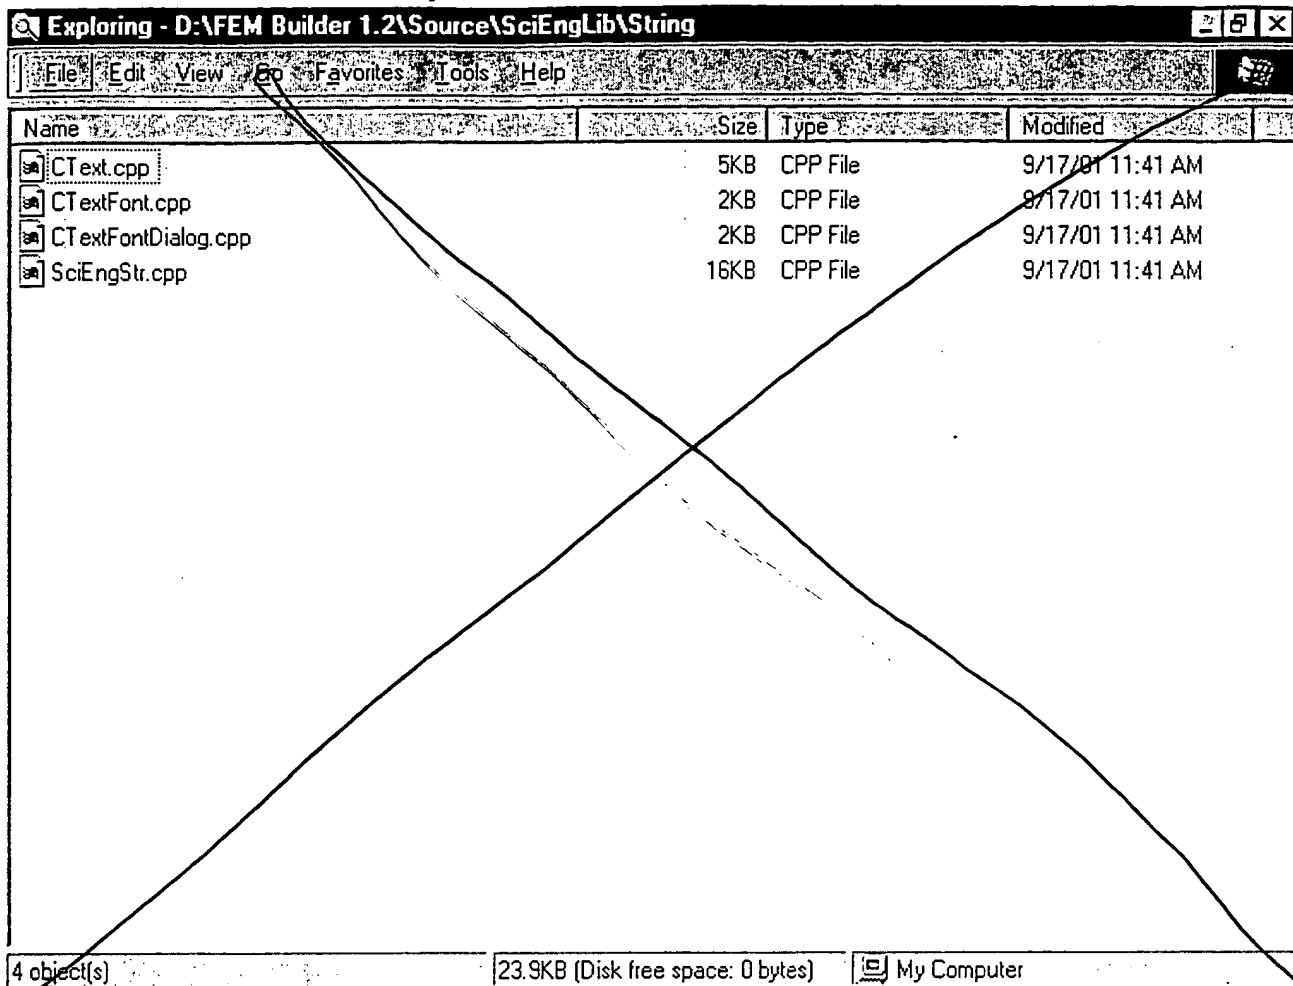 Exploring - D:\FEM Builder 1.2\Source\SciEngLib\String
File Edit View Go Favorites Tools Help
Name Size Type Modified
CText.cpp 5KB CPP File 9/17/01 11:41 AM
CTextFont.cpp 2KB CPP File 9/17/01 11:41 AM
CTextFontDialog.cpp 2KB CPP File 9/17/01 11:41 AM
SciEngStr.cpp 16KB CPP File 9/17/01 11:41 AM
4 object(s) 23.9KB (Disk free space: 0 bytes) My Computer